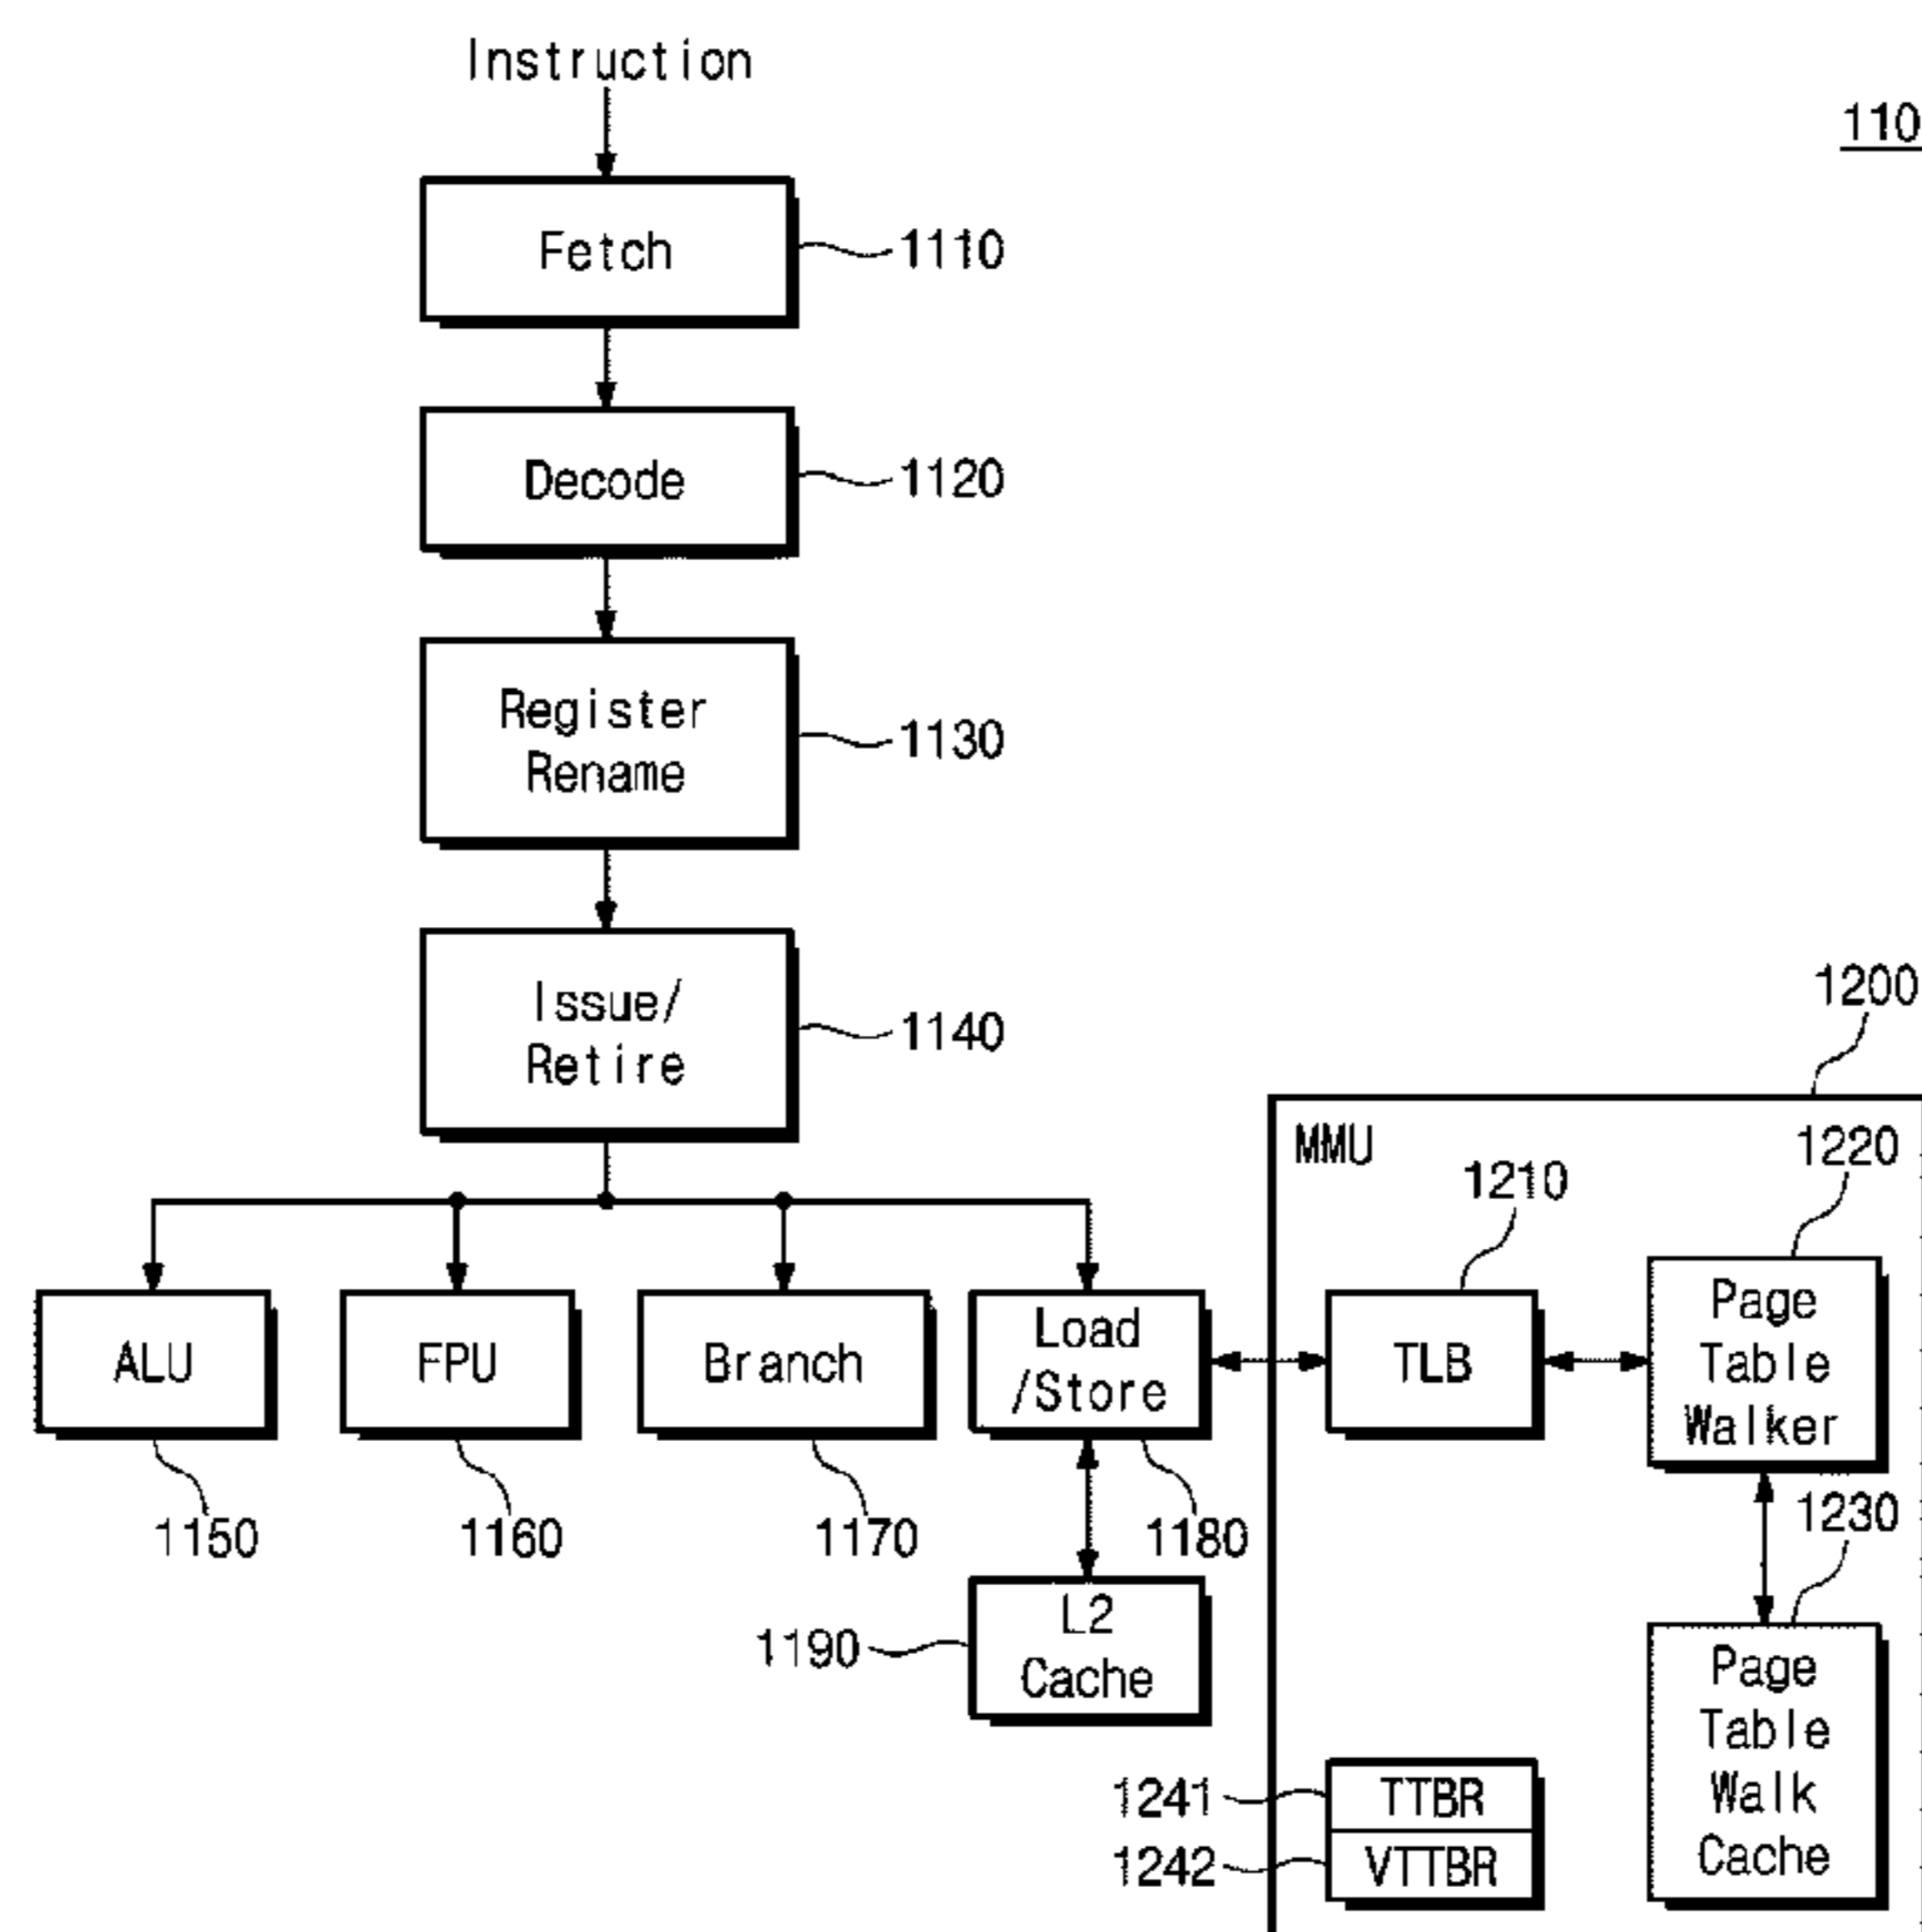 Instruction
110
Fetch
1110
Decode
1120
Register
Rename
1130
Issue/
Retire
1140
1200
MMU
1220
1210
ALU
FPU
Branch
Load
/Store
TLB
Page
Table
Walker
1150
1160
1170
1180
1230
1190
L2
Cache
Page
Table
Walk
Cache
1241
TTBR
1242
VTTBR